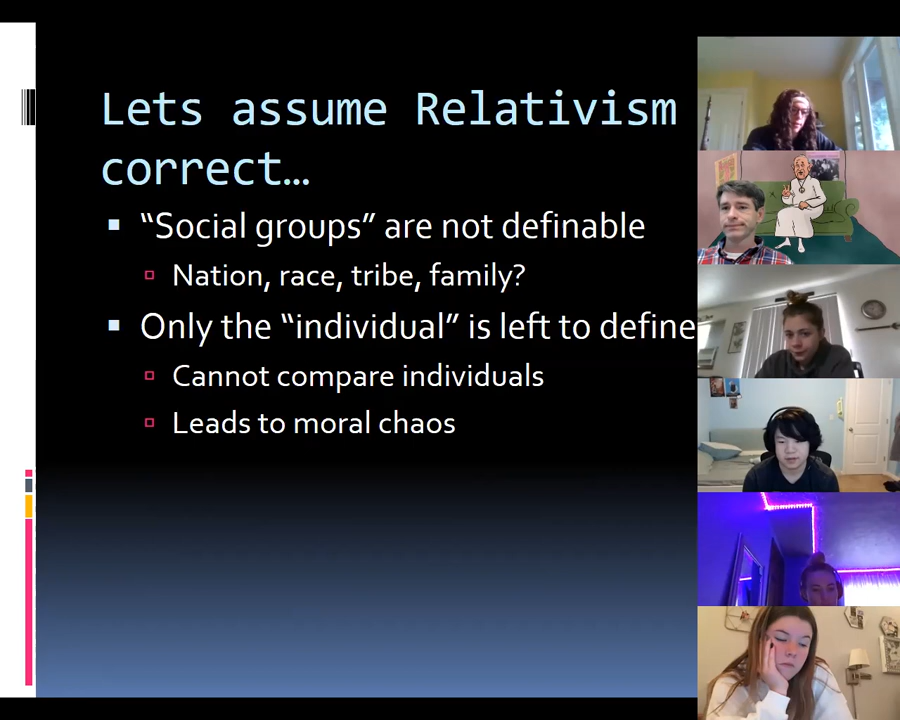 Lets assume Relativism
correct…
“Social groups” are not definable
Nation, race, tribe, family?
Only the “individual” is left to define
Cannot compare individuals
Leads to moral chaos